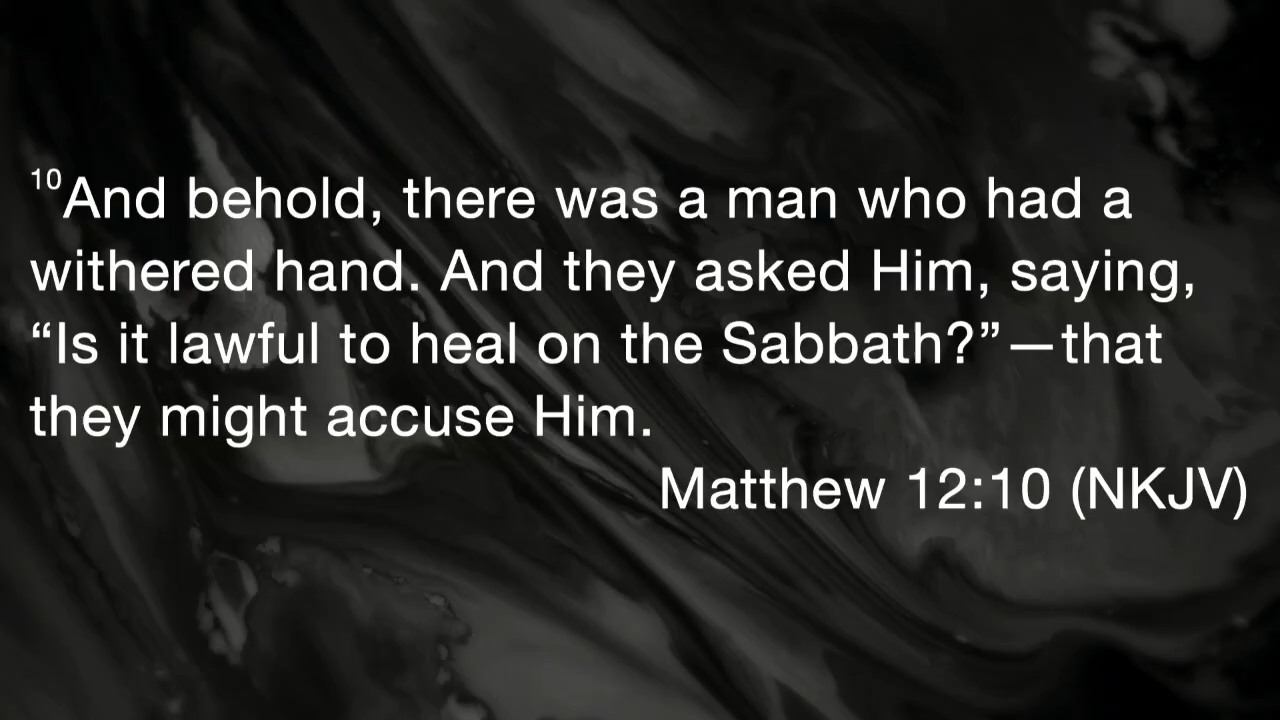 10And behold, there was a man who had a
withered hand. And they asked Him, saying,
“Is it lawful to heal on the Sabbath?”—that
they might accuse Him.
Matthew 12:10 (NKJV)